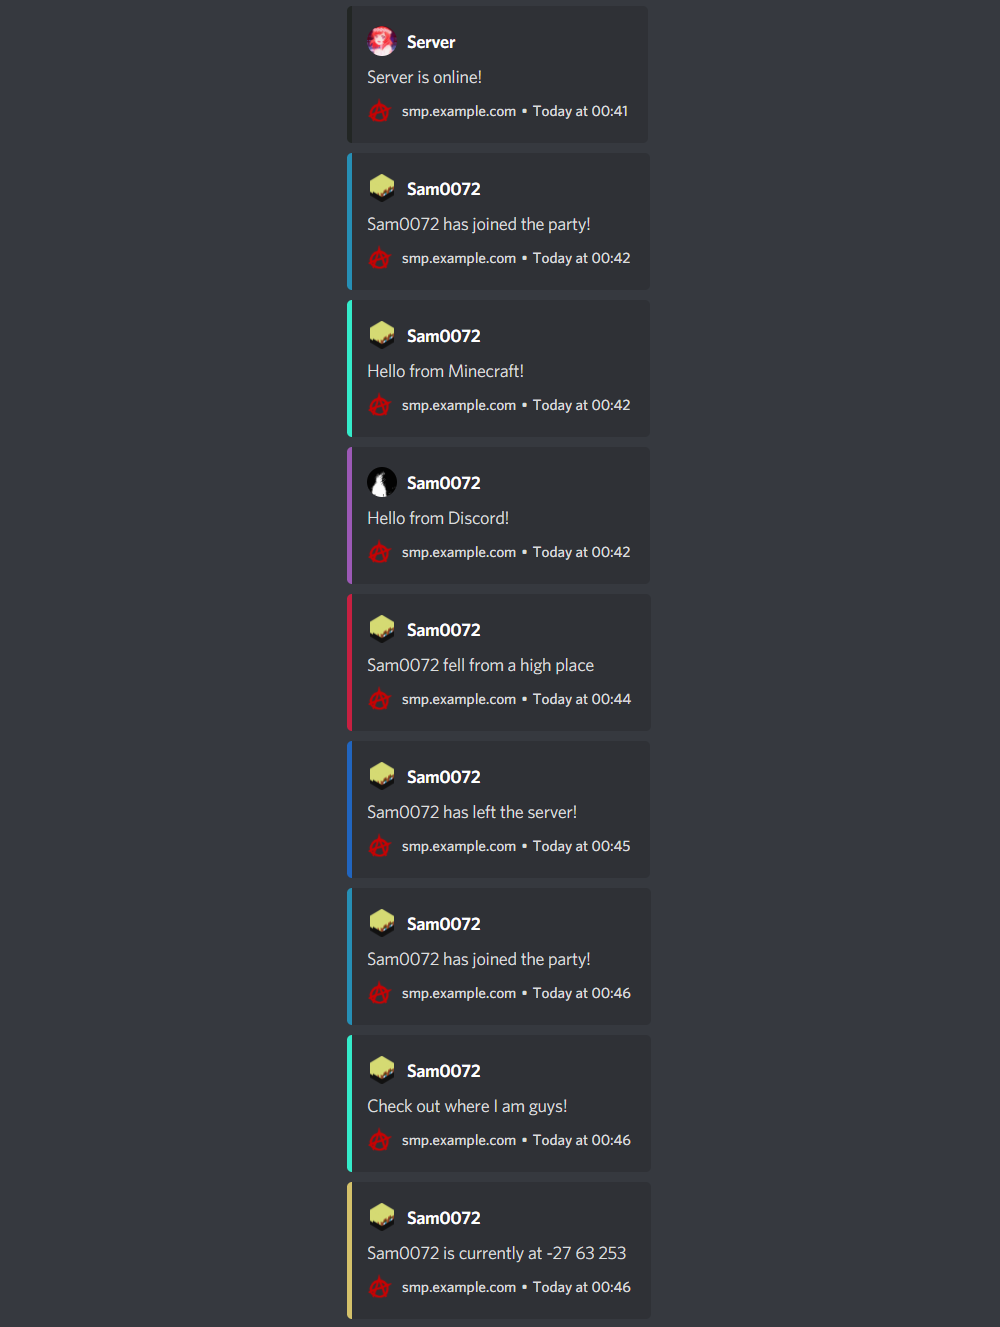 Server
Server is online!
smp.example.com • Today at 00:41
Sam0072
Sam0072 has joined the party!
smp.example.com • Today at 00:42
Sam0072
Hello from Minecraft!
smp.example.com • Today at 00:42
Sam0072
Hello from Discord!
smp.example.com • Today at 00:42
Sam0072
Sam0072 fell from a high place
smp.example.com • Today at 00:44
Sam0072
Sam0072 has left the server!
smp.example.com • Today at 00:45
Sam0072
Sam0072 has joined the party!
smp.example.com • Today at 00:46
Sam0072
Check out where I am guys!
smp.example.com • Today at 00:46
Sam0072
Sam0072 is currently at -27 63 253
smp.example.com • Today at 00:46